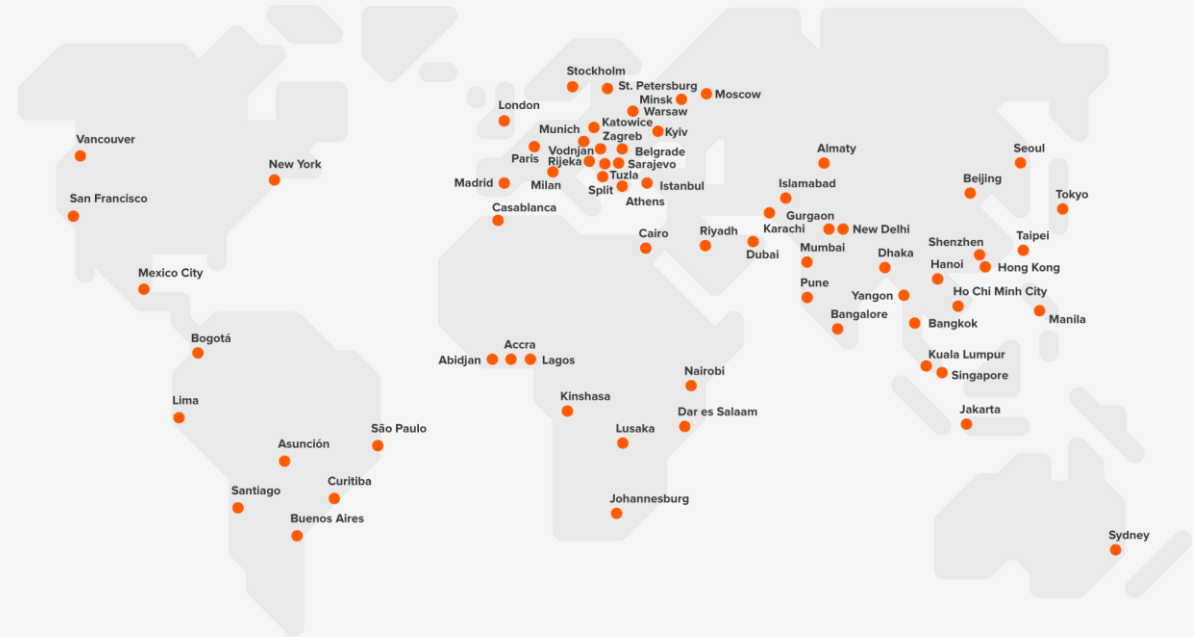 Stockholm
St. Petersburg
Minsk
Moscow
London
Warsaw
Katowice
Munich
Kyiv
Zagreb
Vancouver
Paris
Vodnjan
Belgrade
Almaty
Seoul
Rijeka
Sarajevo
New York
Madrid
Milan
Tuzla
Split
Istanbul
Islamabad
Beijing
San Francisco
Athens
Tokyo
Casablanca
Karachi
Gurgaon
New Delhi
Cairo
Riyadh
Dubai
Mumbai
Dhaka
Shenzhen
Taipei
Mexico City
Hanoi
Hong Kong
Pune
Yangon
Ho Chi Minh City
Bangalore
Bangkok
Manila
Bogotá
Accra
Abidjan
Lagos
Kuala Lumpur
Nairobi
Singapore
Lima
Kinshasa
Dar es Salaam
Jakarta
São Paulo
Lusaka
Asunción
Curitiba
Santiago
Johannesburg
Buenos Aires
Sydney